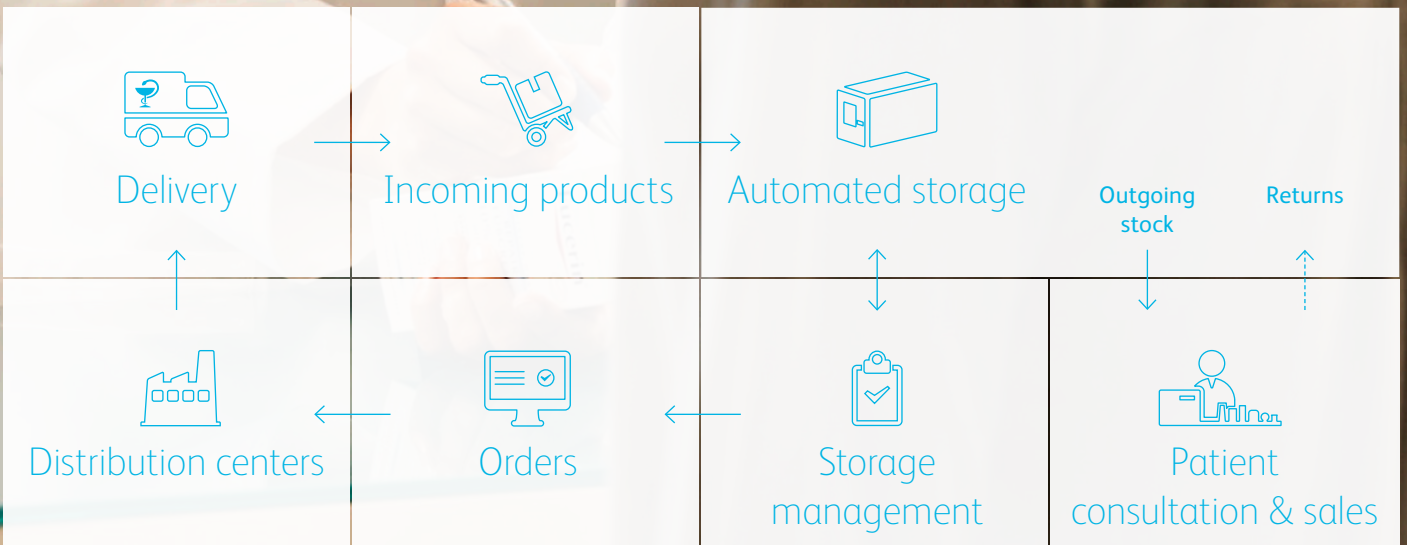 Delivery
Incoming products
Automated storage
Outgoing
stock
Returns
Distribution centers
Orders
Storage
management
Patient
consultation & sales